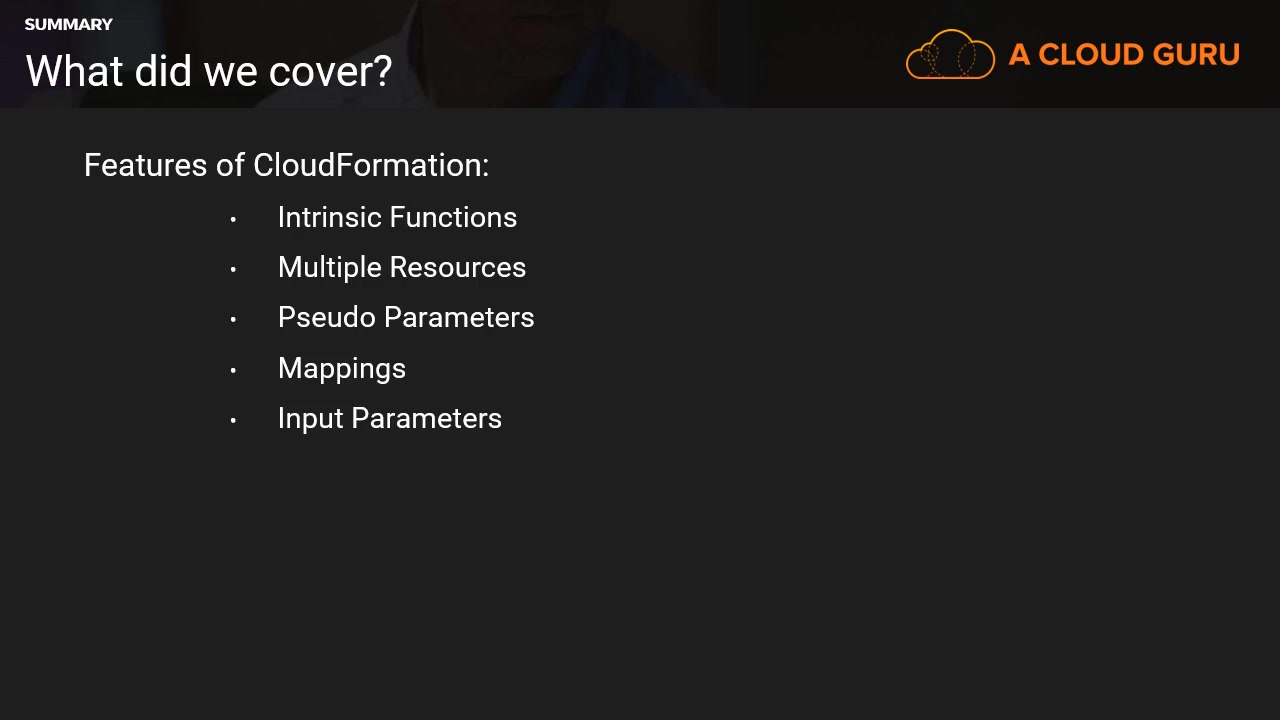 SUMMARY
What did we cover?
A CLOUD GURU
Features of CloudFormation:
• Intrinsic Functions
• Multiple Resources
• Pseudo Parameters
• Mappings
• Input Parameters